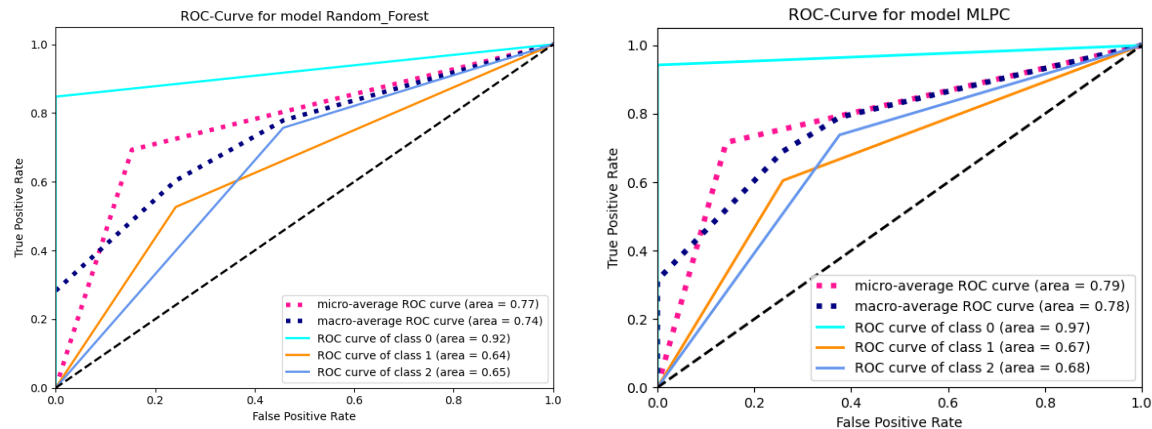 ROC-Curve for model Random_Forest
1.0
0.8
0.6
0.4
0.2
0.0
True Positive Rate
micro-average ROC curve (area = 0.77)
macro-average ROC curve (area = 0.74)
ROC curve of class 0 (area = 0.92)
ROC curve of class 1 (area = 0.64)
ROC curve of class 2 (area = 0.65)
0.0 0.2 0.4 0.6 0.8 1.0
False Positive Rate
ROC-Curve for model MLPC
1.0
0.8
0.6
0.4
0.2
0.0
True Positive Rate
micro-average ROC curve (area = 0.79)
macro-average ROC curve (area = 0.78)
ROC curve of class 0 (area = 0.97)
ROC curve of class 1 (area = 0.67)
ROC curve of class 2 (area = 0.68)
0.0 0.2 0.4 0.6 0.8 1.0
False Positive Rate